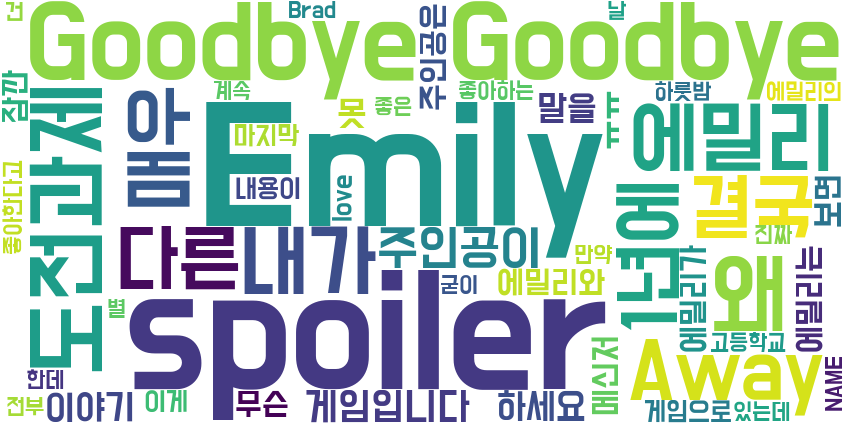 건
Goodbye Goodbye
Brad
주인공은
날
잠깐
도전과제
매아
계속
마지막
못
좋은
좋아하는
말을
ㅠㅠ
하룻밤
에밀리의
Emily
에밀리
좋아한다고
내용이
love
1년에
결국
보면
다른
내가
주인공이
만약
진짜
굳이
에밀리와
에밀리가
왜
에밀리는
별
spoiler
고등학교
한데
전부
이야기
이게
무슨
게임입니다
하세요
메신저
Away
게임으로
있는데
NAME